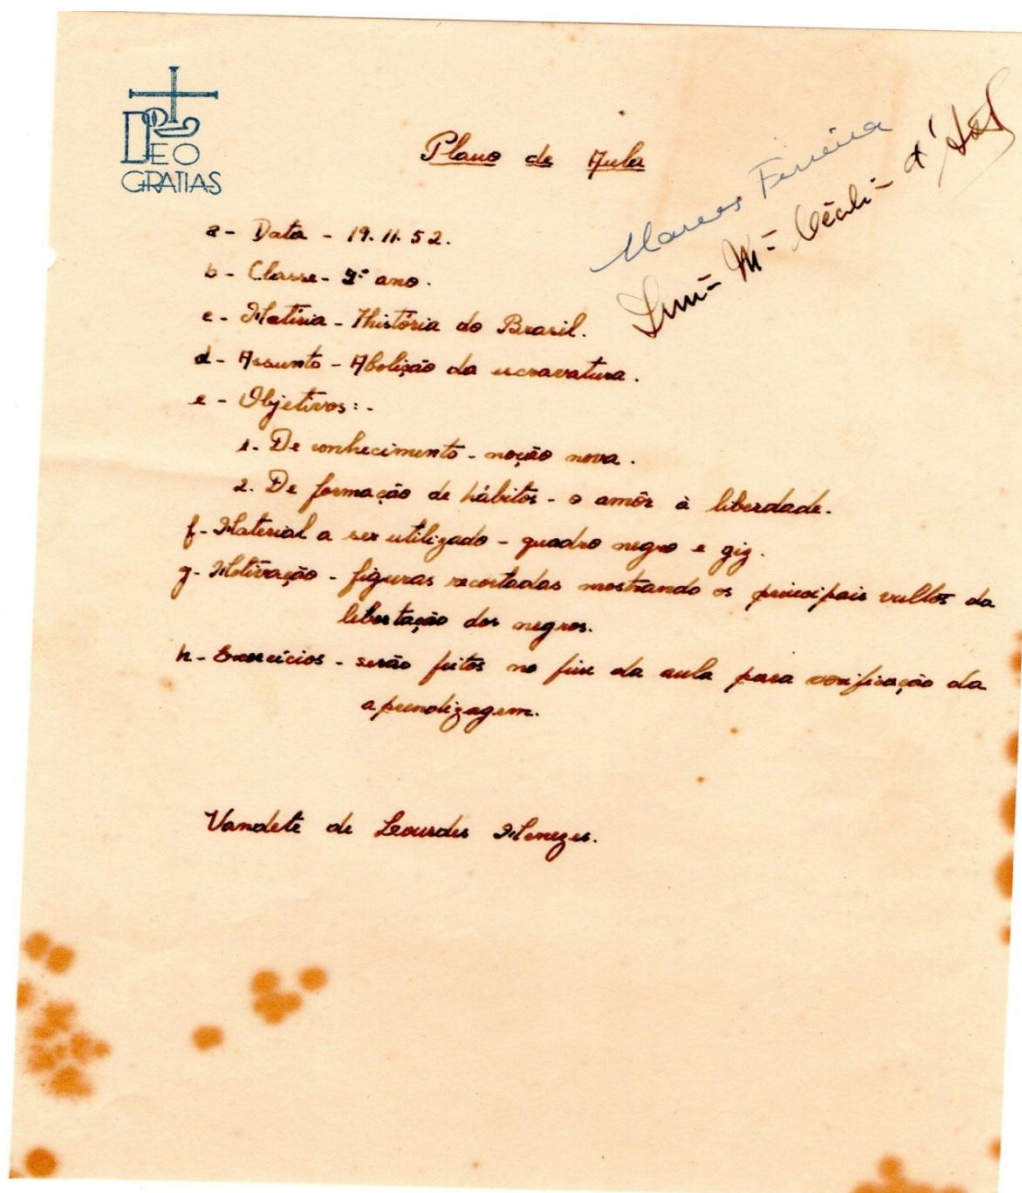 DEO
GRATIAS
Plano de Aula
Ferreira
a - Data - 19.11.52.
b - Classe - ano.
c - Matéria - História do Brasil.
d - Assunto - Abolição da escravatura.
e - Objetivos: -
1. De conhecimento - noção nova.
2. De formação de hábitos - o amôr à liberdade.
f - Material a ser utilizado - quadro negro e giz.
g - Motivação - figuras recortadas mostrando os principais vultos da
libertação dos negros.
h - Exercícios - serão feitos no fim da aula para verificação da
aprendizagem.
Vandete de Lourdes Menezes.